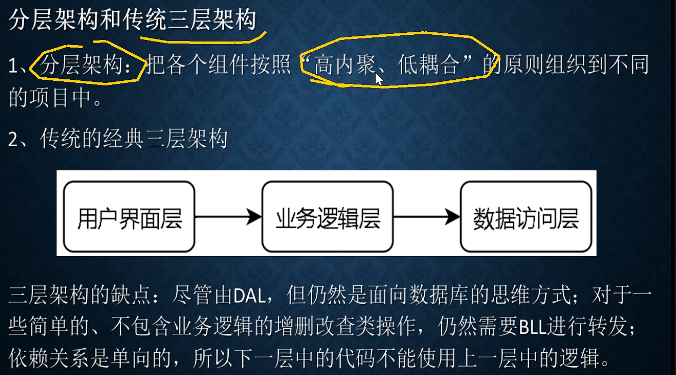 分层架构和传统三层架构
1、分层架构：把各个组件按照“高内聚、低耦合”的原则组织到不同
的项目中。
2、传统的经典三层架构
用户界面层 业务逻辑层 数据访问层
三层架构的缺点：尽管由DAL，但仍然是面向数据库的思维方式；对于一
些简单的、不包含业务逻辑的增删改查类操作，仍然需要BLL进行转发；
依赖关系是单向的，所以下一层中的代码不能使用上一层中的逻辑。